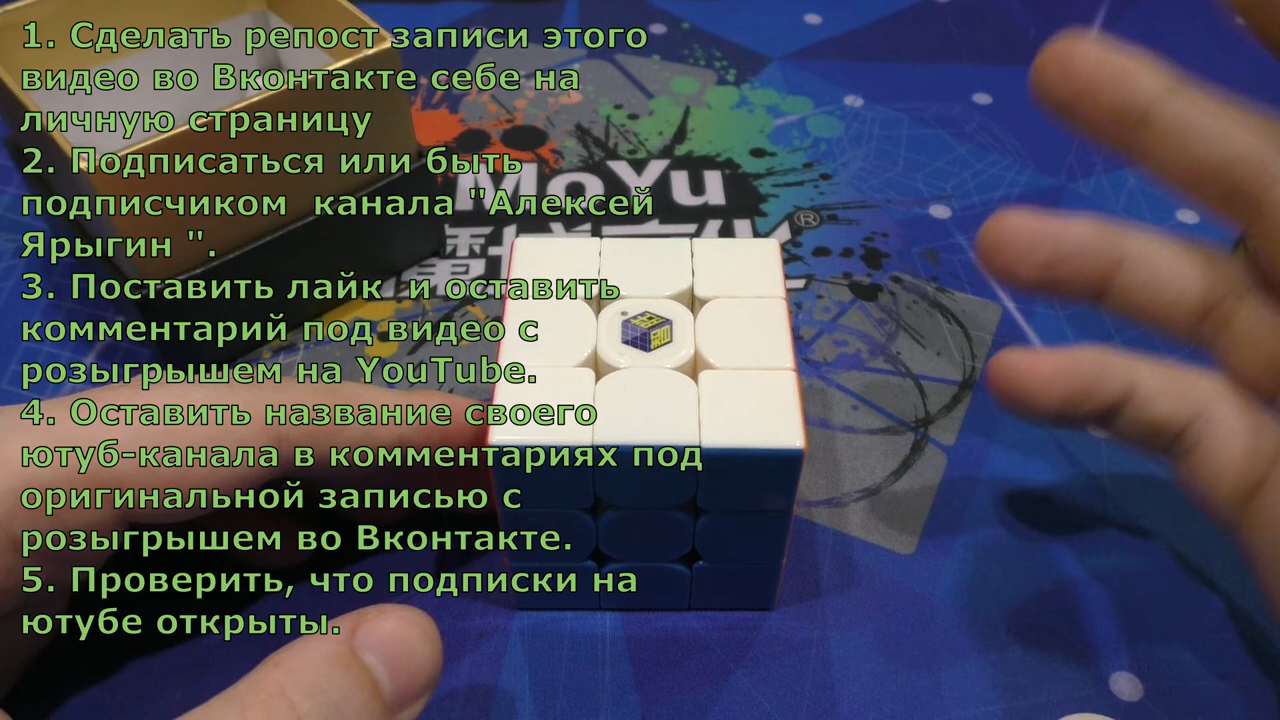 1. Сделать репост записи этого
видео во Вконтакте себе на
личную страницу
2. Подписаться или быть
подписчиком  канала "Алексей
Ярыгин ".
3. Поставить лайк  и оставить
комментарий под видео с
розыгрышем на YouTube.
4. Оставить название своего
ютуб-канала в комментариях под
оригинальной записью с
розыгрышем во Вконтакте.
5. Проверить, что подписки на
ютубе открыты.
MoYu
®